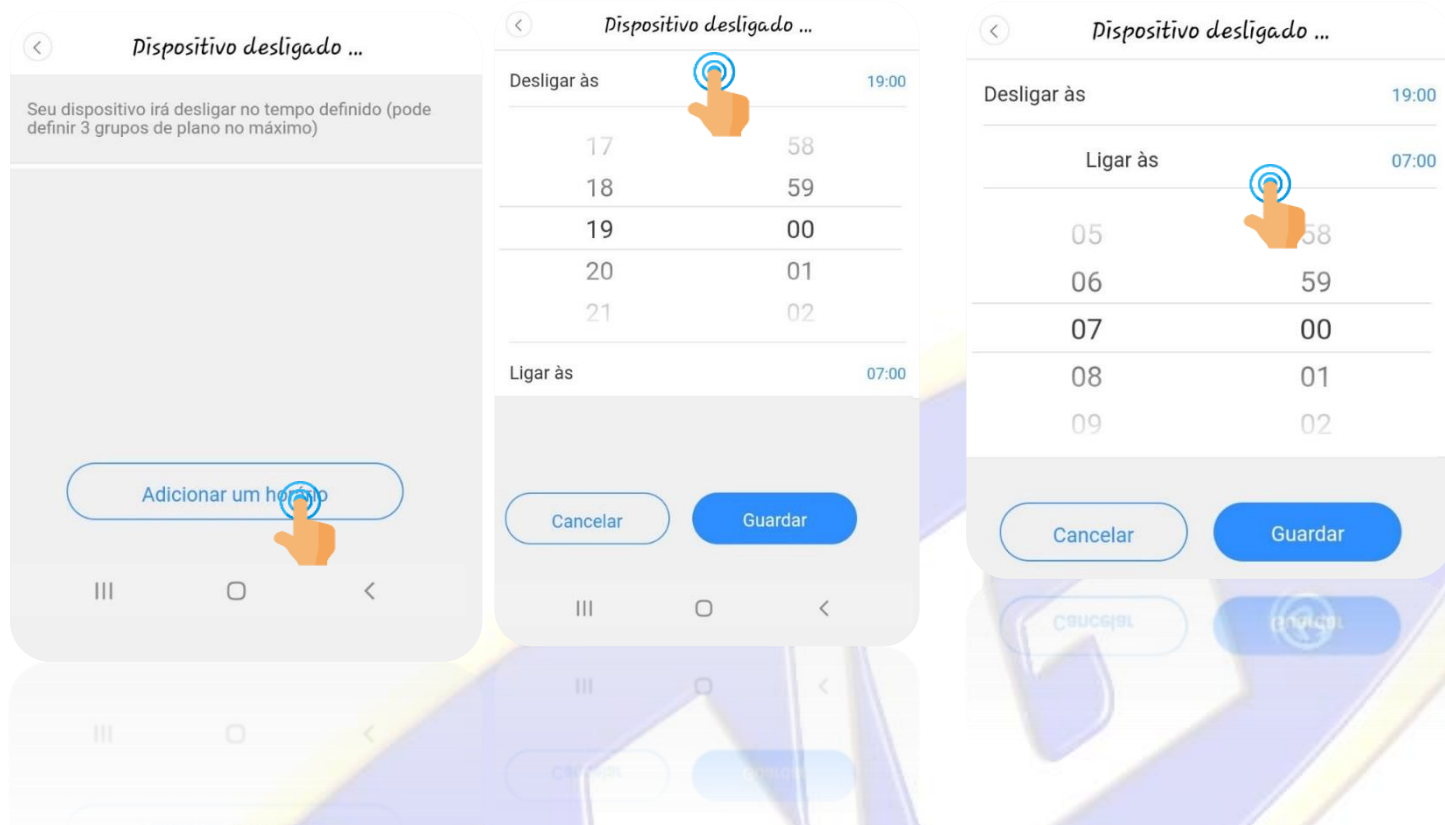 Dispositivo desligado ...
Seu dispositivo irá desligar no tempo definido (pode
definir 3 grupos de plano no máximo)
Adicionar um horário
Dispositivo desligado ...
Desligar às 19:00
17 58
18 59
19 00
20 01
21 02
Ligar às 07:00
Cancelar Guardar
Dispositivo desligado ...
Desligar às 19:00
Ligar às 07:00
05 58
06 59
07 00
08 01
09 02
Cancelar Guardar